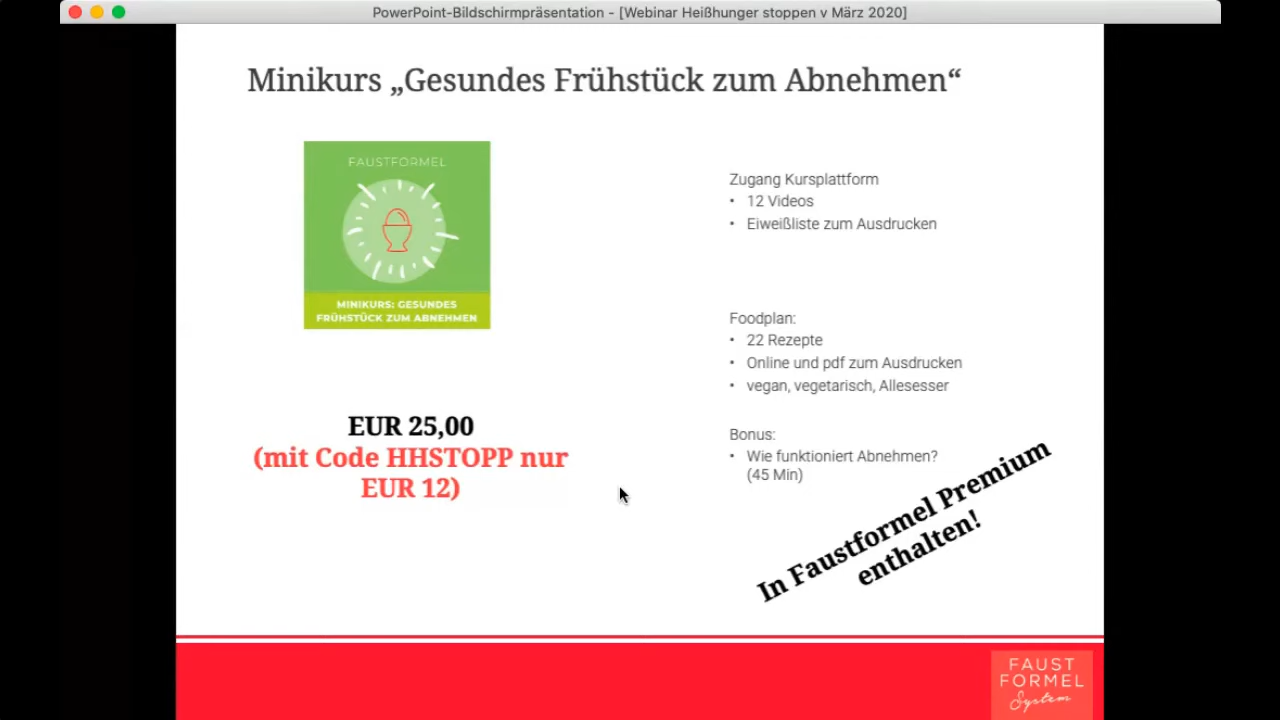 PowerPoint-Bildschirmpräsentation - [Webinar Heißhunger stoppen v März 2020]
Minikurs „Gesundes Frühstück zum Abnehmen“
FAUSTFORMEL
MINIKURS: GESUNDES
FRÜHSTÜCK ZUM ABNEHMEN
EUR 25,00
(mit Code HHSTOPP nur
EUR 12)
Zugang Kursplattform
• 12 Videos
• Eiweißliste zum Ausdrucken
Foodplan:
• 22 Rezepte
• Online und pdf zum Ausdrucken
• vegan, vegetarisch, Allesesser
Bonus:
• Wie funktioniert Abnehmen?
(45 Min)
In Faustformel Premium
enthalten!
FAUST
FORMEL
System